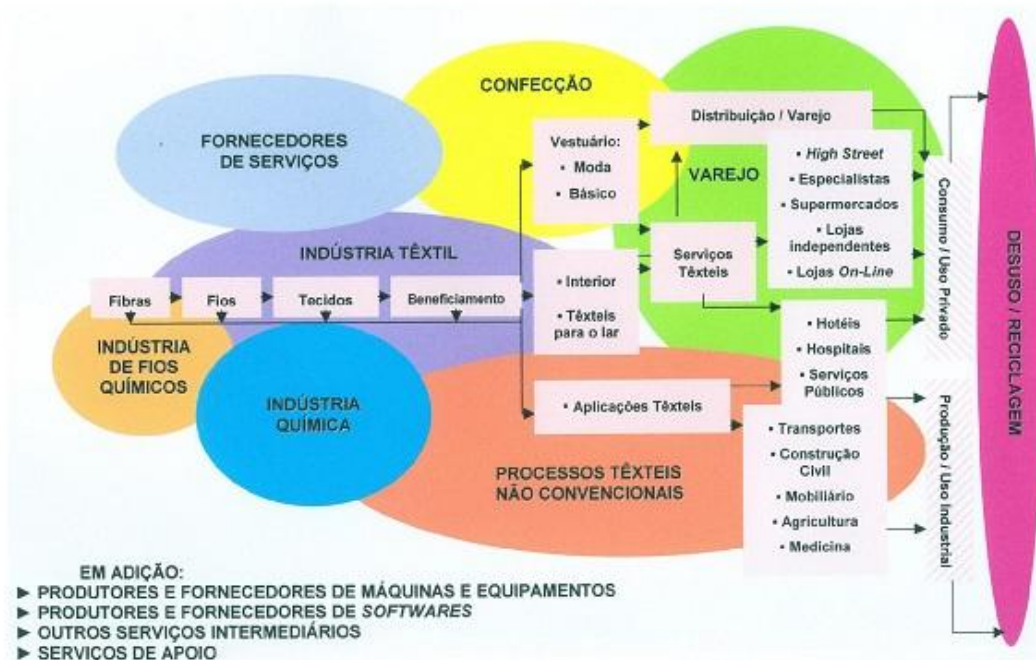 CONFECÇÃO
FORNECEDORES
DE SERVIÇOS
Distribuição / Varejo
Vestuário:
▪ Moda
▪ Básico
VAREJO
▪ High Street
▪ Especialistas
▪ Supermercados
▪ Lojas
independentes
▪ Lojas On-Line
INDÚSTRIA TÊXTIL
Serviços
Têxteis
Fibras
Fios
Tecidos
Beneficiamento
▪ Interior
▪ Têxteis
para o lar
INDÚSTRIA
DE FIOS
QUÍMICOS
INDÚSTRIA
QUÍMICA
▪ Hotéis
▪ Hospitais
▪ Serviços
Públicos
▪ Aplicações Têxteis
▪ Transportes
▪ Construção
Civil
▪ Mobiliário
▪ Agricultura
▪ Medicina
PROCESSOS TÊXTEIS
NÃO CONVENCIONAIS
Consumo / Uso Privado
Produção / Uso Industrial
DESUSO / RECICLAGEM
EM ADIÇÃO:
► PRODUTORES E FORNECEDORES DE MÁQUINAS E EQUIPAMENTOS
► PRODUTORES E FORNECEDORES DE SOFTWARES
► OUTROS SERVIÇOS INTERMEDIÁRIOS
► SERVIÇOS DE APOIO